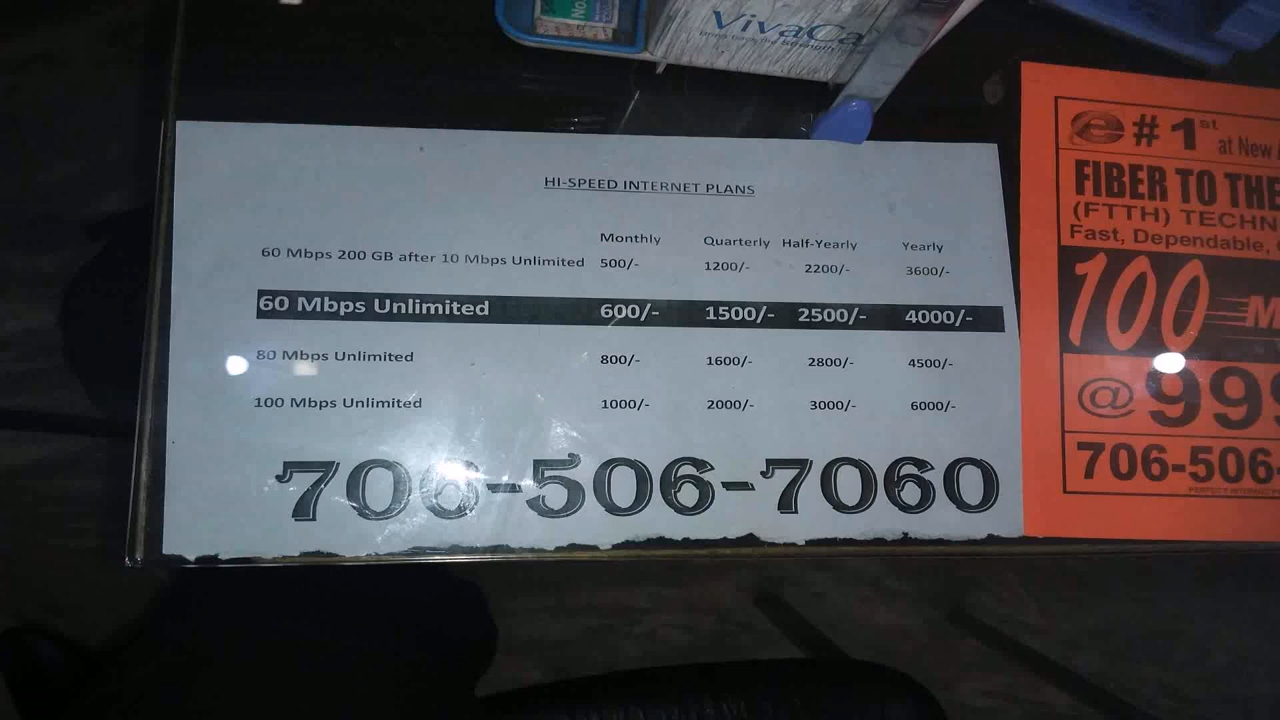 No.
VivaCa
HI-SPEED INTERNET PLANS
Monthly Quarterly Half-Yearly Yearly
60 Mbps 200 GB after 10 Mbps Unlimited 500/- 1200/- 2200/- 3600/-
60 Mbps Unlimited 600/- 1500/- 2500/- 4000/-
80 Mbps Unlimited 800/- 1600/- 2800/- 4500/-
100 Mbps Unlimited 1000/- 2000/- 3000/- 6000/-
706-506-7060
# 1st
at New
FIBER TO THE
(FTTH) TECHN
Fast, Dependable,
100 M
@ 99
706-506-